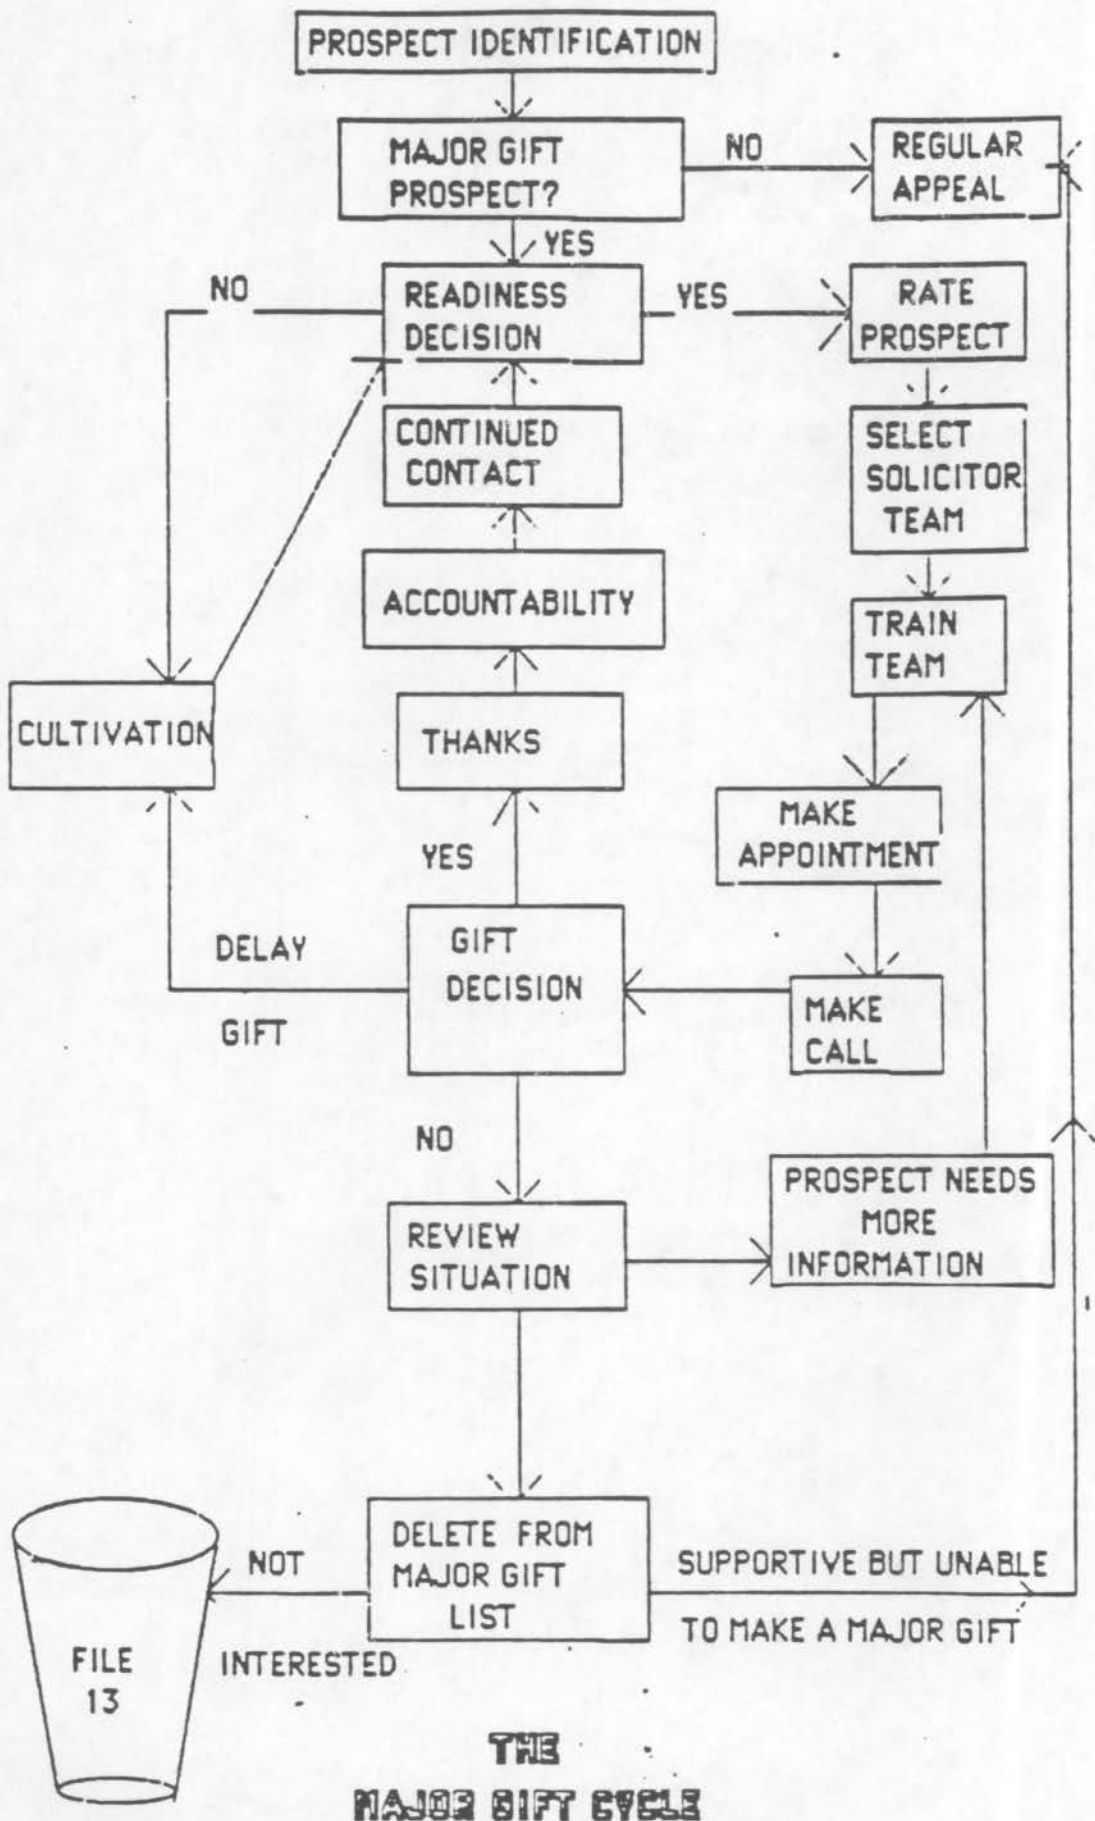 PROSPECT IDENTIFICATION
MAJOR GIFT
PROSPECT?
NO
REGULAR
APPEAL
YES
NO
READINESS
DECISION
YES
RATE
PROSPECT
CONTINUED
CONTACT
SELECT
SOLICITOR
TEAM
ACCOUNTABILITY
TRAIN
TEAM
CULTIVATION
THANKS
MAKE
APPOINTMENT
YES
DELAY
GIFT
GIFT
DECISION
MAKE
CALL
NO
REVIEW
SITUATION
PROSPECT NEEDS
MORE
INFORMATION
DELETE FROM
MAJOR GIFT
LIST
NOT
INTERESTED
SUPPORTIVE BUT UNABLE
TO MAKE A MAJOR GIFT
FILE
13
THE
MAJOR GIFT CYCLE